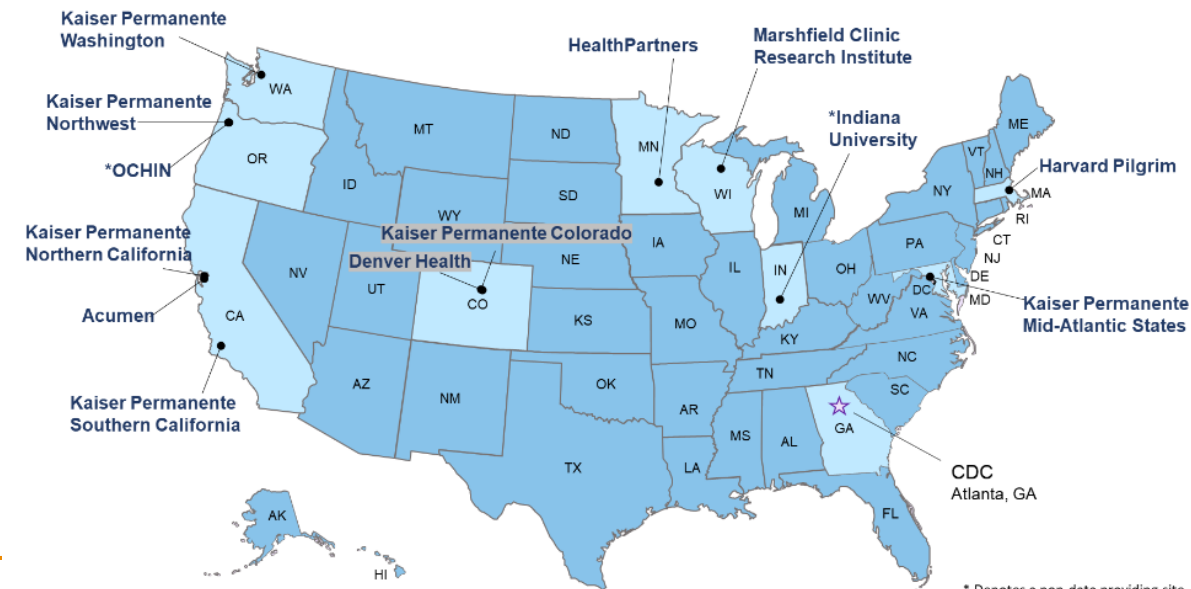 Kaiser Permanente
Washington
HealthPartners
Marshfield Clinic
Research Institute
Kaiser Permanente
Northwest
*OCHIN
*Indiana
University
Harvard Pilgrim
Kaiser Permanente
Northern California
Acumen
Kaiser Permanente Colorado
Denver Health
Kaiser Permanente
Mid-Atlantic States
Kaiser Permanente
Southern California
CDC
Atlanta, GA
WA
OR
CA
ID
NV
MT
WY
UT
AZ
CO
NM
ND
SD
NE
KS
OK
TX
MN
IA
MO
AR
LA
WI
IL
MI
IN
OH
KY
TN
MS
AL
GA
FL
SC
NC
VA
WV
DC
PA
NY
VT
NH
ME
MA
RI
CT
NJ
DE
MD
AK
HI